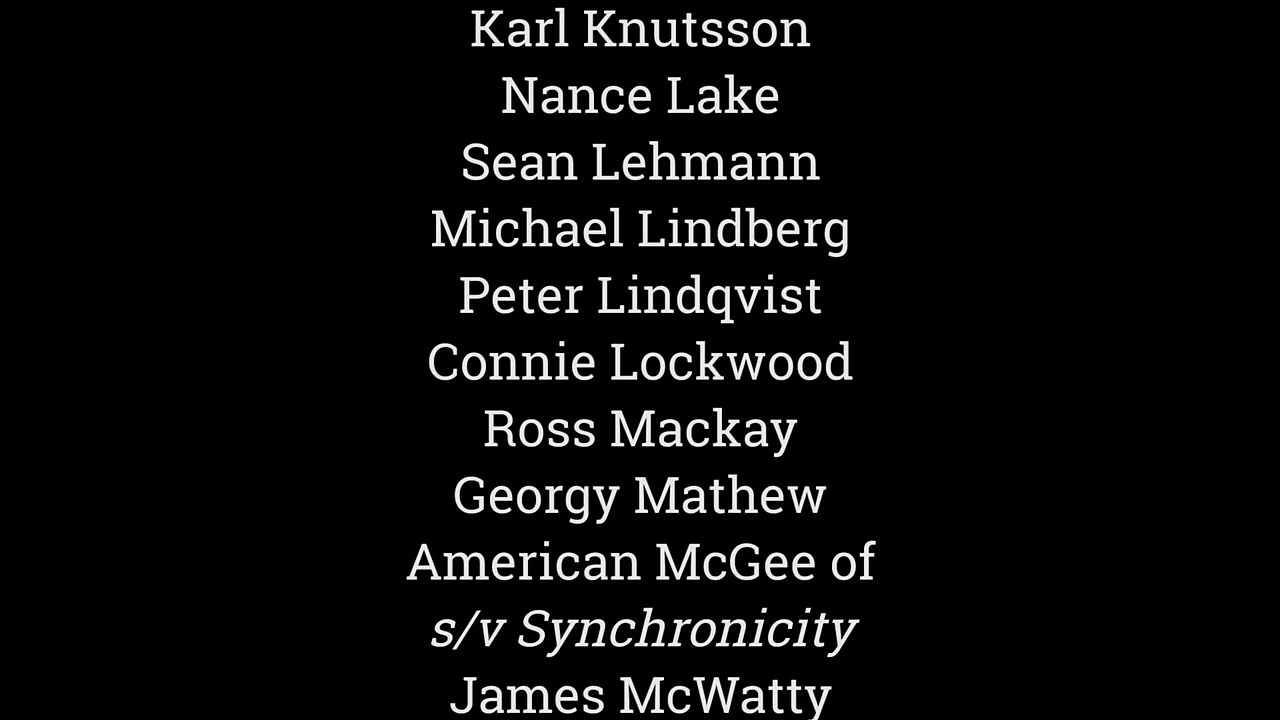 Karl Knutsson
Nance Lake
Sean Lehmann
Michael Lindberg
Peter Lindqvist
Connie Lockwood
Ross Mackay
Georgy Mathew
American McGee of
s/v Synchronicity
James McWatty